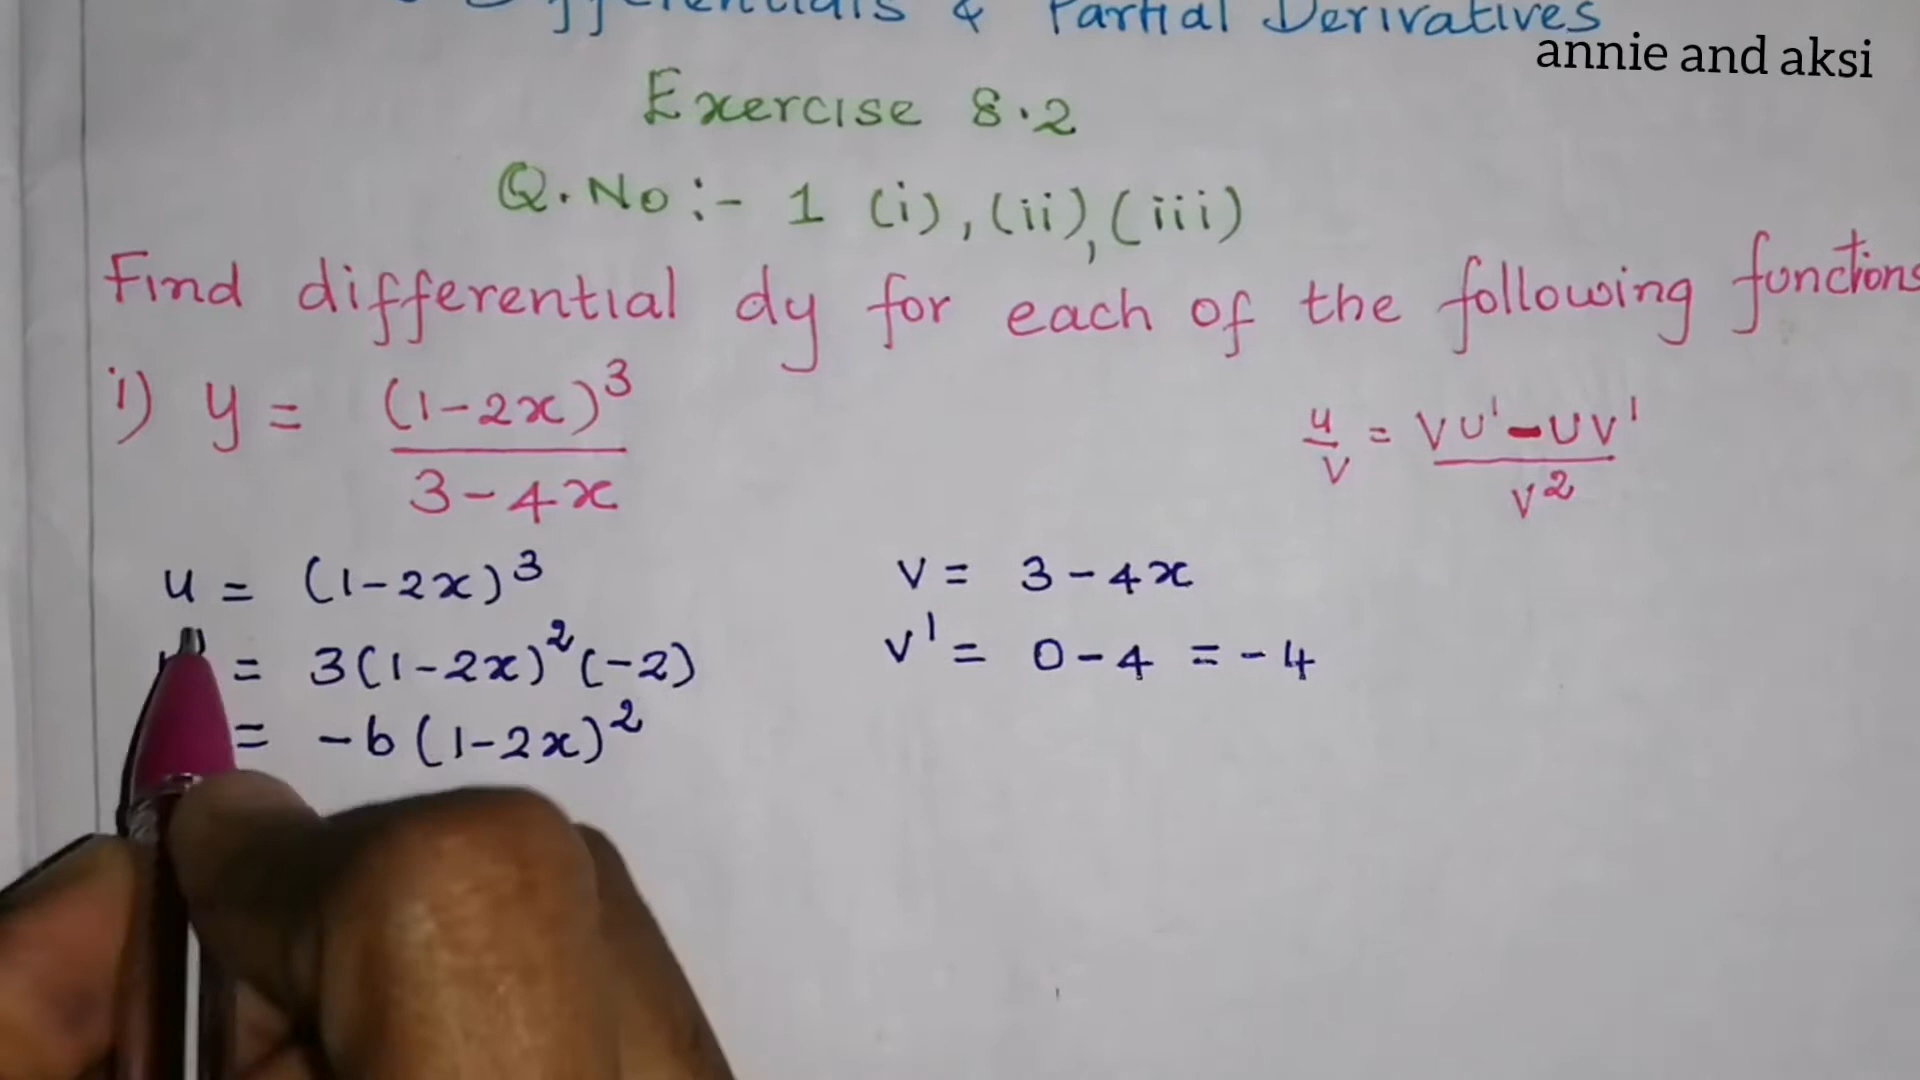 Differentials & Partial Derivatives
annie and aksi
Exercise 8.2
Q.No:- 1 (i), (ii), (iii)
Find differential dy for each of the following functions
i) y = (1-2x)³ / 3-4x
u/v = vu' - uv' / v²
u = (1-2x)³
v = 3-4x
= 3(1-2x)²(-2)
v' = 0-4 = -4
= -6(1-2x)²